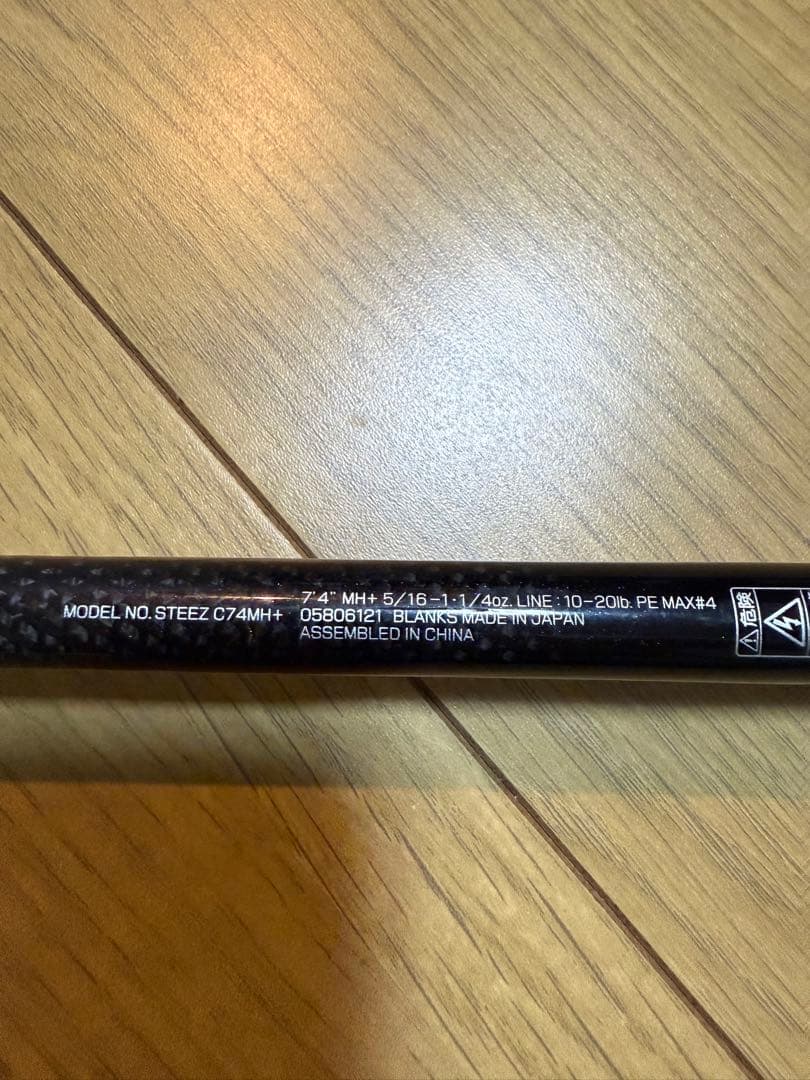 7'4" MH+ 5/16-1・1/4oz. LINE : 10-20lb. PE MAX#4
MODEL NO. STEEZ C74MH+ 05806121 BLANKS MADE IN JAPAN
ASSEMBLED IN CHINA
危険